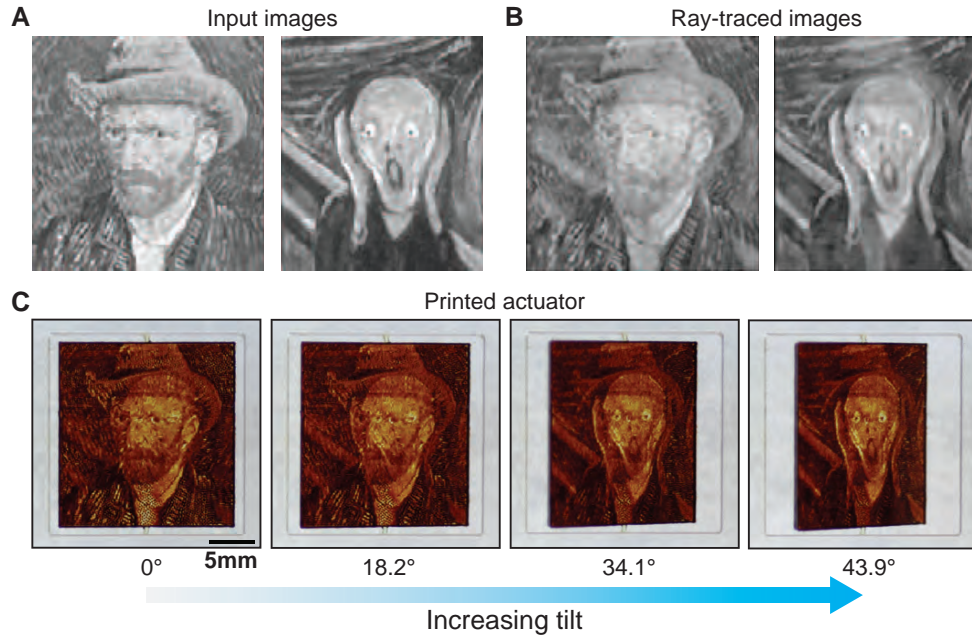 A
Input images
B
Ray-traced images
C
Printed actuator
5mm
0°
18.2°
34.1°
43.9°
Increasing tilt